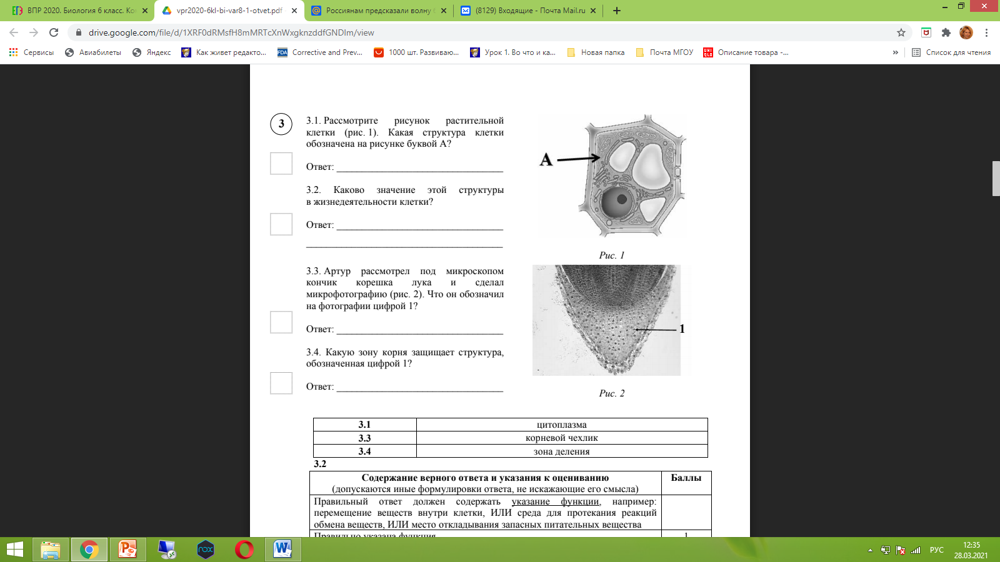 ВПР 2020. Биология 6 класс. Ко
vpr2020-6kl-bi-var8-1-otvet.pdf
Россиянам предсказали волну
(8129) Входящие - Почта Mail.ru
drive.google.com/file/d/1XRF0dRMsfH8mMRTcXnWxgknzddfGNDlm/view
Сервисы Авиабилеты Яндекс Как живет редакто... FDA Corrective and Prev... 1000 шт. Развиваю... Урок 1. Во что и ка... Новая папка Почта МГОУ UNI QLO Описание товара -... » Список для чтения
3
3.1. Рассмотрите рисунок растительной
клетки (рис. 1). Какая структура клетки
обозначена на рисунке буквой А?
Ответ:
3.2. Каково значение этой структуры
в жизнедеятельности клетки?
Ответ:
А
Рис. 1
3.3. Артур рассмотрел под микроскопом
кончик корешка лука и сделал
микрофотографию (рис. 2). Что он обозначил
на фотографии цифрой 1?
Ответ:
3.4. Какую зону корня защищает структура,
обозначенная цифрой 1?
Ответ:
1
Рис. 2
3.1 цитоплазма
3.3 корневой чехлик
3.4 зона деления
3.2
Содержание верного ответа и указания к оцениванию Баллы
(допускаются иные формулировки ответа, не искажающие его смысла)
Правильный ответ должен содержать указание функции, например:
перемещение веществ внутри клетки, ИЛИ среда для протекания реакций
обмена веществ, ИЛИ место откладывания запасных питательных вещества
Правильно указана функция 1
nox
РУС
12:35
28.03.2021